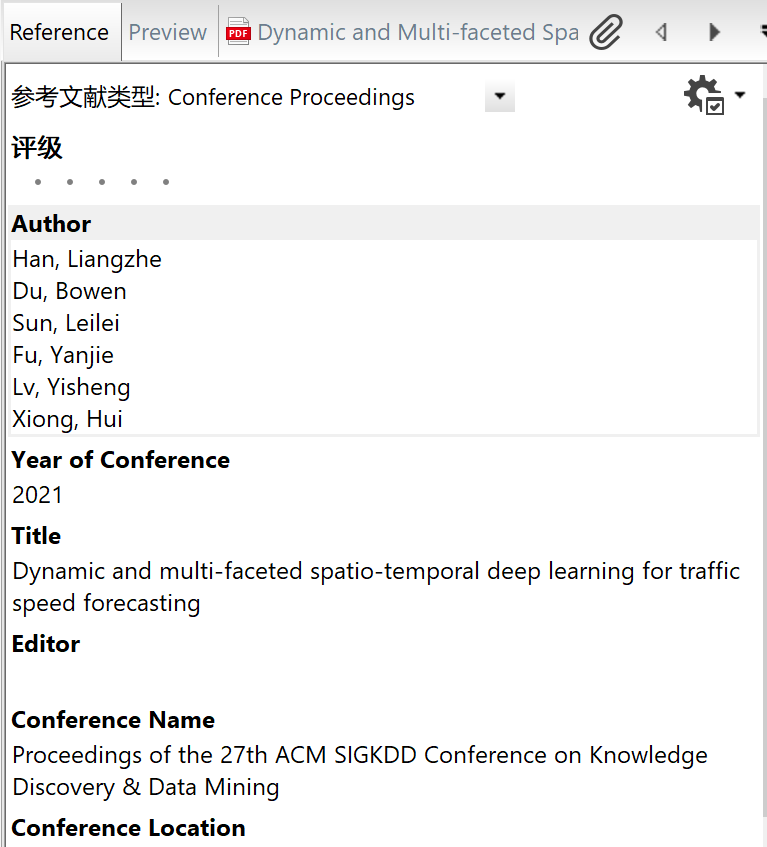 Reference Preview PDF Dynamic and Multi-faceted Spa
参考文献类型: Conference Proceedings
评级
Author
Han, Liangzhe
Du, Bowen
Sun, Leilei
Fu, Yanjie
Lv, Yisheng
Xiong, Hui
Year of Conference
2021
Title
Dynamic and multi-faceted spatio-temporal deep learning for traffic
speed forecasting
Editor
Conference Name
Proceedings of the 27th ACM SIGKDD Conference on Knowledge
Discovery & Data Mining
Conference Location